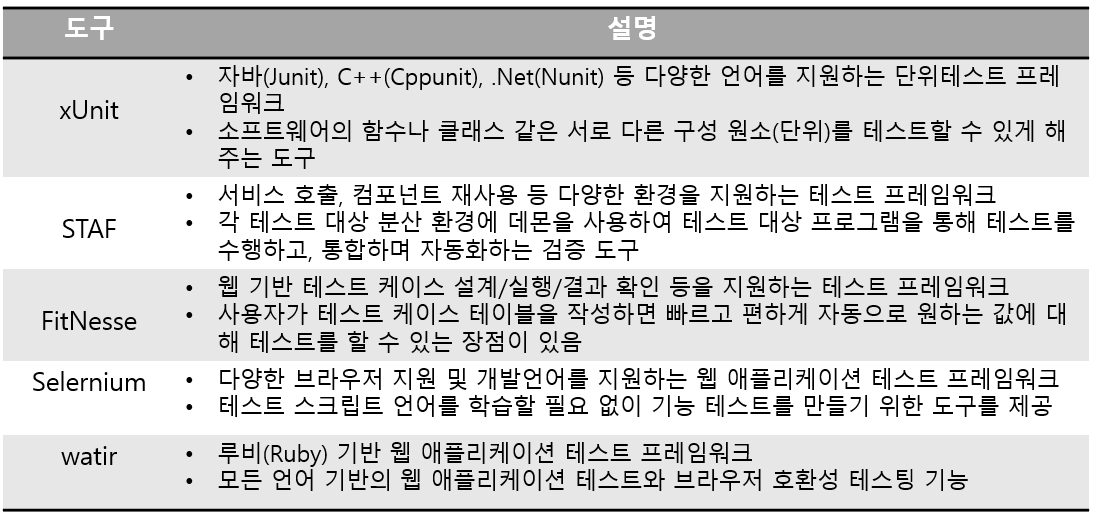 도구 설명
xUnit
• 자바(Junit), C++(Cppunit), .Net(Nunit) 등 다양한 언어를 지원하는 단위테스트 프레
임워크
• 소프트웨어의 함수나 클래스 같은 서로 다른 구성 원소(단위)를 테스트할 수 있게 해
주는 도구
STAF
• 서비스 호출, 컴포넌트 재사용 등 다양한 환경을 지원하는 테스트 프레임워크
• 각 테스트 대상 분산 환경에 데몬을 사용하여 테스트 대상 프로그램을 통해 테스트를
수행하고, 통합하며 자동화하는 검증 도구
FitNesse
• 웹 기반 테스트 케이스 설계/실행/결과 확인 등을 지원하는 테스트 프레임워크
• 사용자가 테스트 케이스 테이블을 작성하면 빠르고 편하게 자동으로 원하는 값에 대
해 테스트를 할 수 있는 장점이 있음
Selernium
• 다양한 브라우저 지원 및 개발언어를 지원하는 웹 애플리케이션 테스트 프레임워크
• 테스트 스크립트 언어를 학습할 필요 없이 기능 테스트를 만들기 위한 도구를 제공
watir
• 루비(Ruby) 기반 웹 애플리케이션 테스트 프레임워크
• 모든 언어 기반의 웹 애플리케이션 테스트와 브라우저 호환성 테스팅 기능